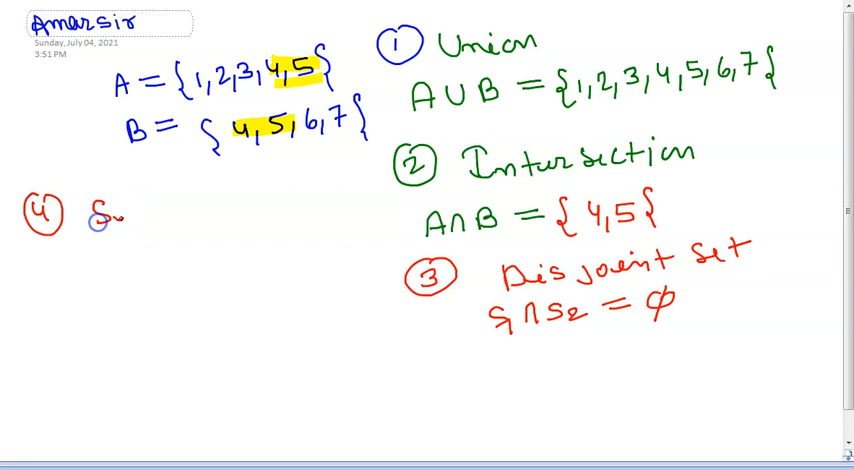 Amarsir
Sunday, July 04, 2021
3:51 PM
A = {1,2,3,4,5}
B = {4,5,6,7}
① Union
A ∪ B = {1,2,3,4,5,6,7}
② Intersection
A ∩ B = {4,5}
③ Disjoint set
S₁ ∩ S₂ = ϕ
④